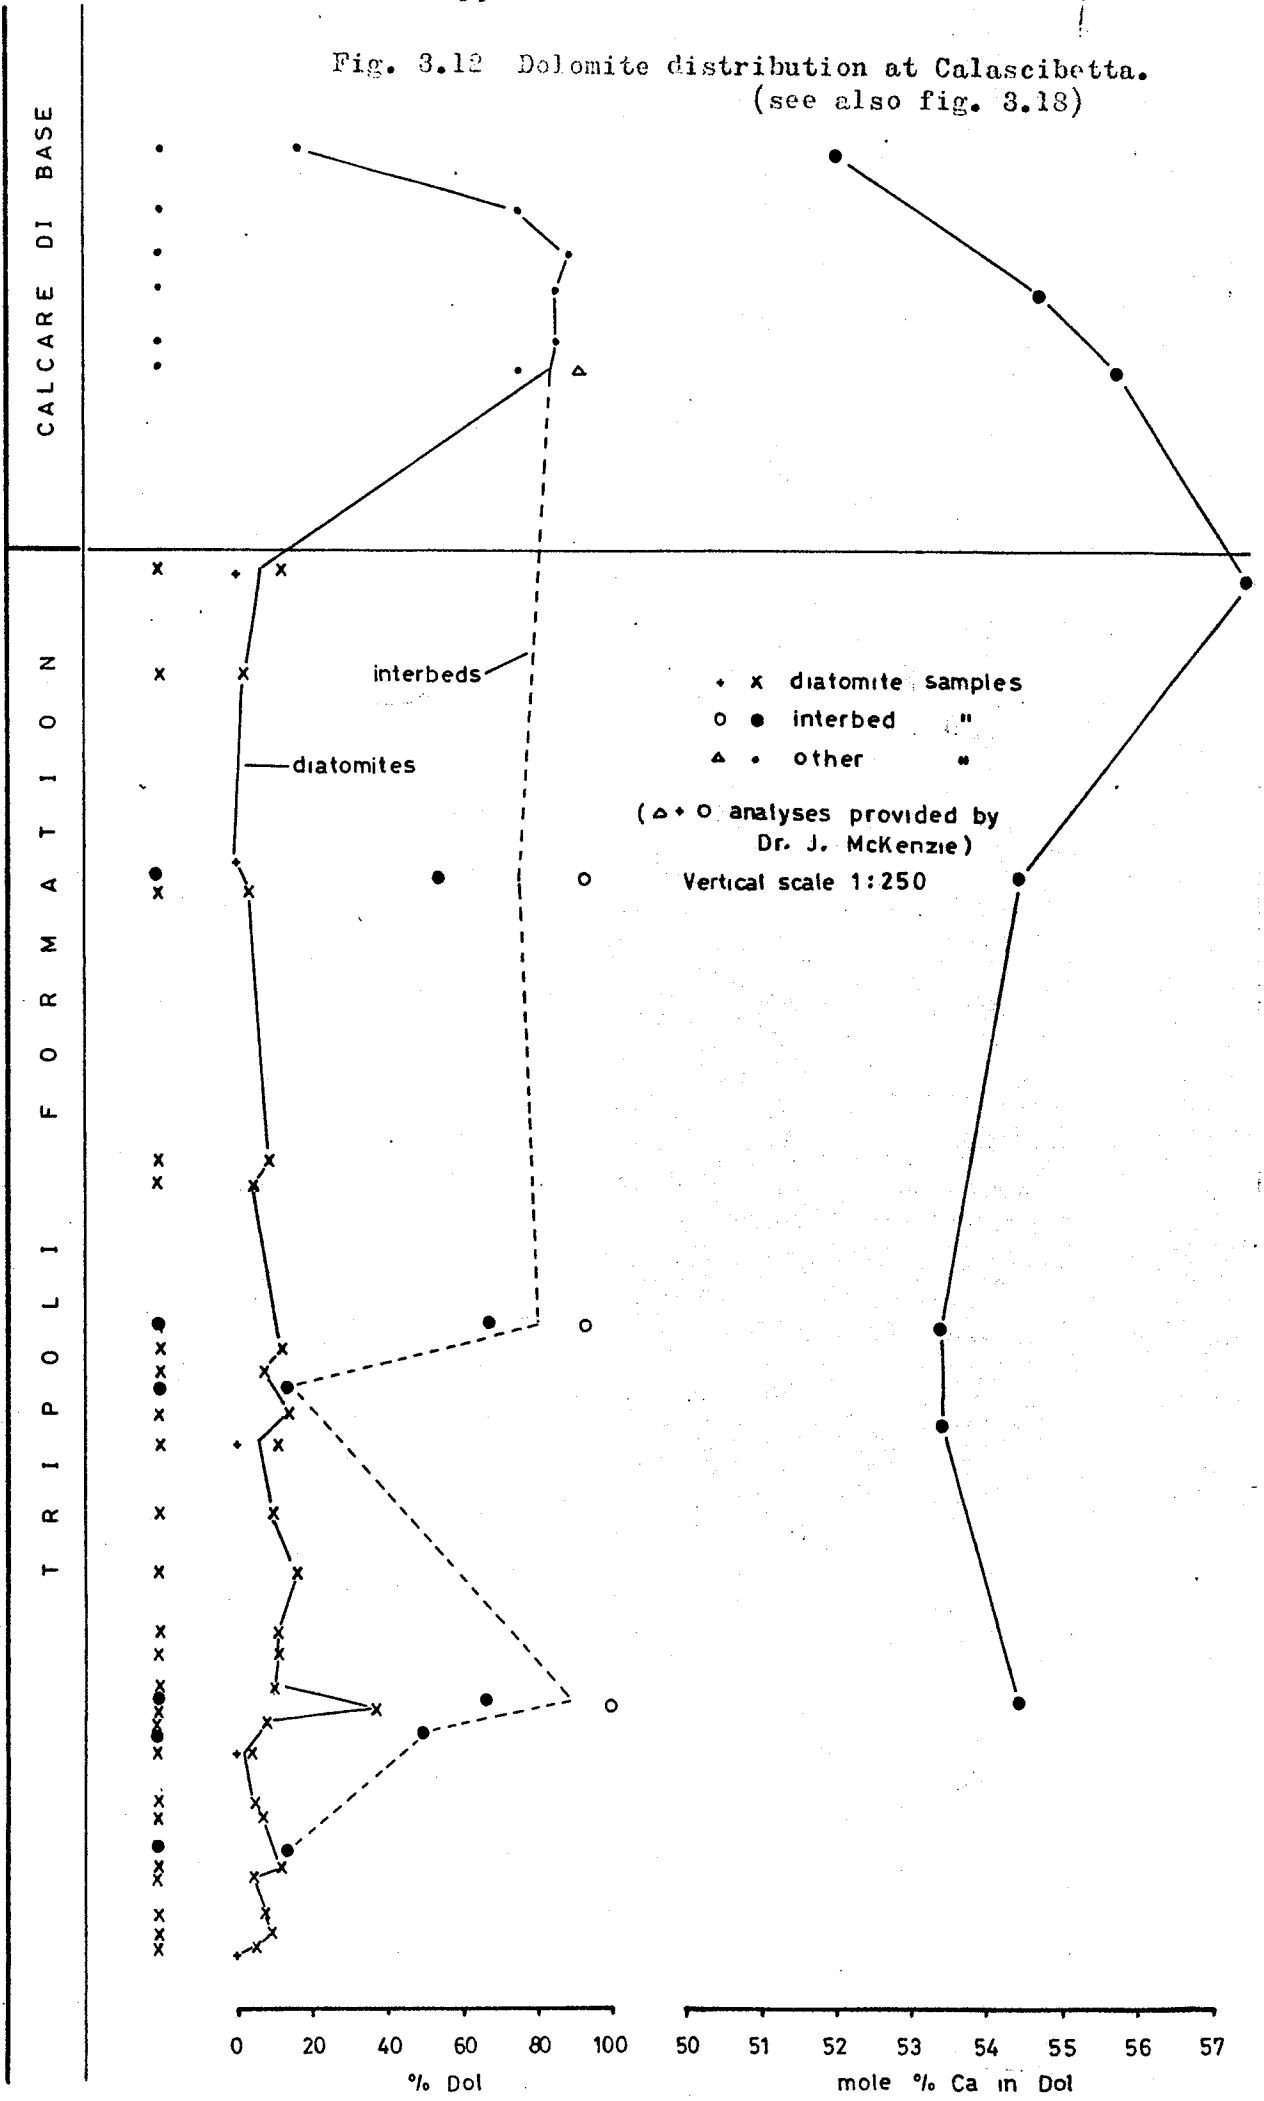 Fig. 3.12 Dolomite distribution at Calascibetta.
(see also fig. 3.18)
CALCARE DI BASE
TRIPOLI FORMATION
interbeds
diatomites
+ x diatomite samples
○ ● interbed "
△ • other "
(△ + ○ analyses provided by
Dr. J. McKenzie)
Vertical scale 1:250
0 20 40 60 80 100
% Dol
50 51 52 53 54 55 56 57
mole % Ca in Dol